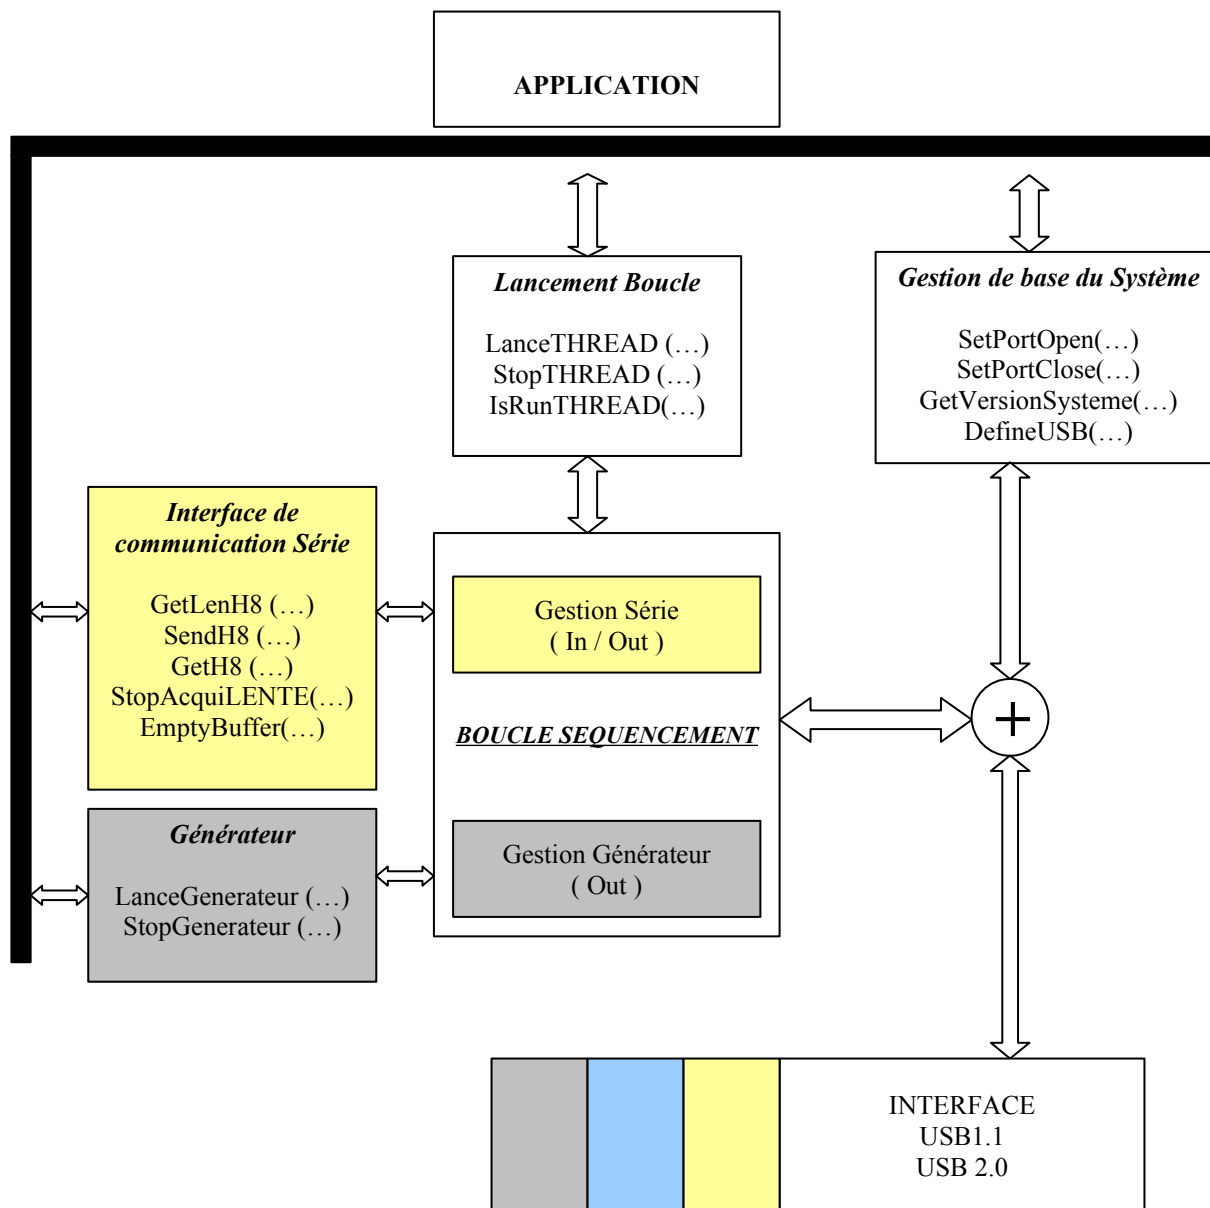 APPLICATION
Lancement Boucle
LanceTHREAD (…)
StopTHREAD (…)
IsRunTHREAD(…)
Gestion de base du Système
SetPortOpen(…)
SetPortClose(…)
GetVersionSysteme(…)
DefineUSB(…)
Interface de
communication Série
GetLenH8 (…)
SendH8 (…)
GetH8 (…)
StopAcquiLENTE(…)
EmptyBuffer(…)
Gestion Série
( In / Out )
BOUCLE SEQUENCEMENT
+
Générateur
LanceGenerateur (…)
StopGenerateur (…)
Gestion Générateur
( Out )
INTERFACE
USB1.1
USB 2.0